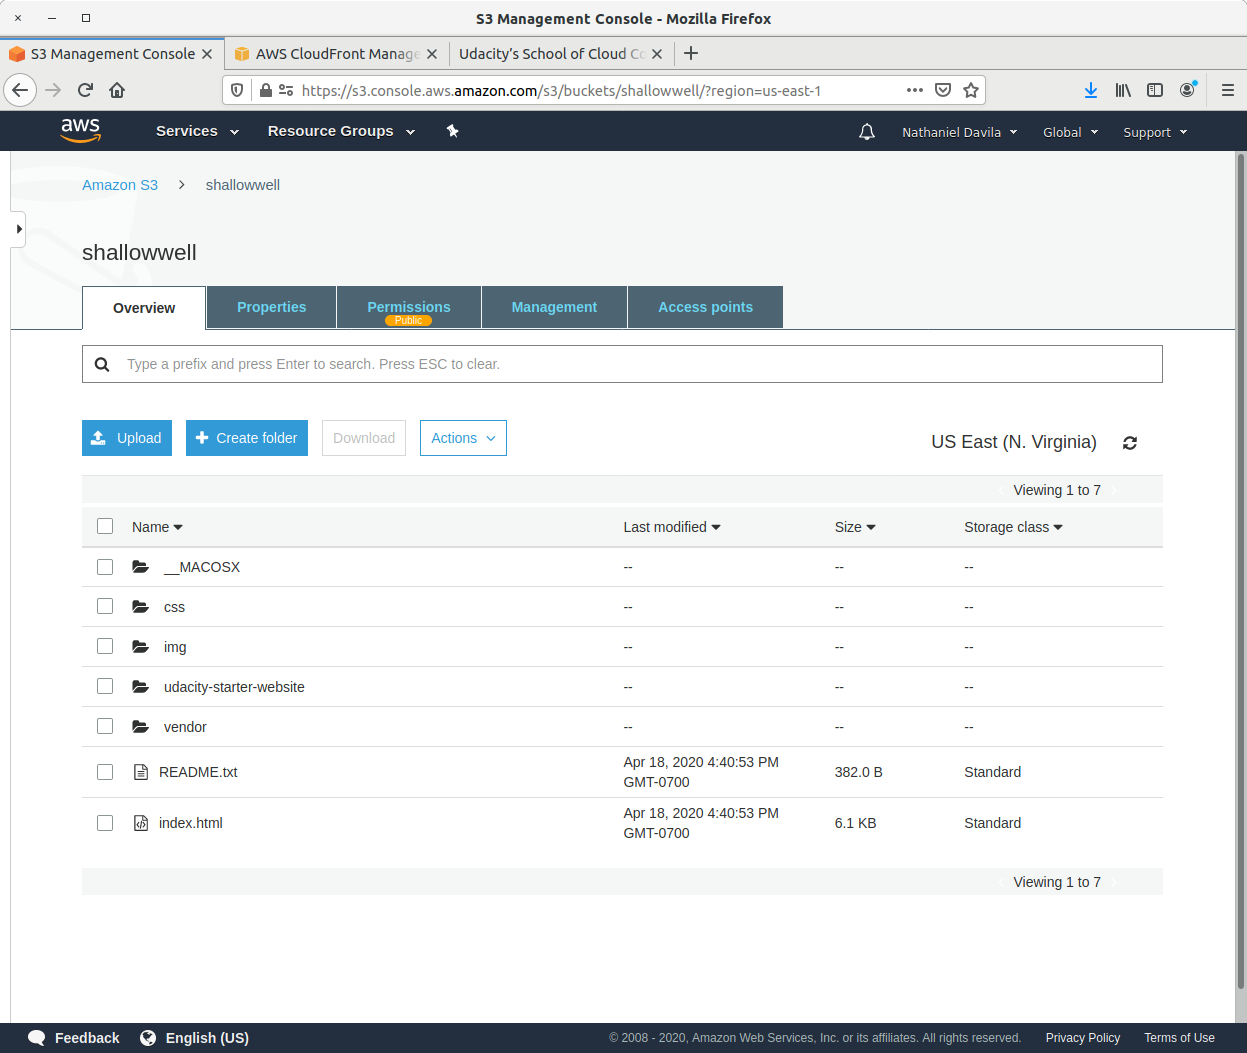 S3 Management Console - Mozilla Firefox
S3 Management Console
AWS CloudFront Manage
Udacity's School of Cloud Co
https://s3.console.aws.amazon.com/s3/buckets/shallowwell/?region=us-east-1
aws Services Resource Groups Nathaniel Davila Global Support
Amazon S3 > shallowwell
shallowwell
Overview Properties Permissions Management Access points
Public
Type a prefix and press Enter to search. Press ESC to clear.
Upload Create folder Download Actions US East (N. Virginia)
Viewing 1 to 7
Name Last modified Size Storage class
__MACOSX -- -- --
css -- -- --
img -- -- --
udacity-starter-website -- -- --
vendor -- -- --
README.txt Apr 18, 2020 4:40:53 PM GMT-0700 382.0 B Standard
index.html Apr 18, 2020 4:40:53 PM GMT-0700 6.1 KB Standard
Viewing 1 to 7
Feedback English (US) © 2008 - 2020, Amazon Web Services, Inc. or its affiliates. All rights reserved. Privacy Policy Terms of Use